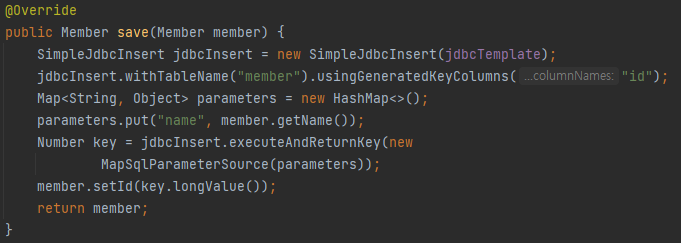 @Override
public Member save(Member member) {
    SimpleJdbcInsert jdbcInsert = new SimpleJdbcInsert(jdbcTemplate);
    jdbcInsert.withTableName("member").usingGeneratedKeyColumns( ...columnNames: "id");
    Map<String, Object> parameters = new HashMap<>();
    parameters.put("name", member.getName());
    Number key = jdbcInsert.executeAndReturnKey(new
            MapSqlParameterSource(parameters));
    member.setId(key.longValue());
    return member;
}